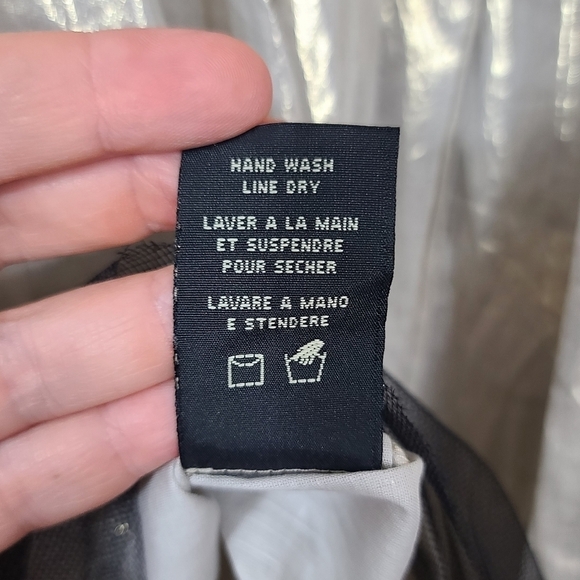 HAND WASH
LINE DRY
LAVER A LA MAIN
ET SUSPENDRE
POUR SECHER
LAVARE A MANO
E STENDERE